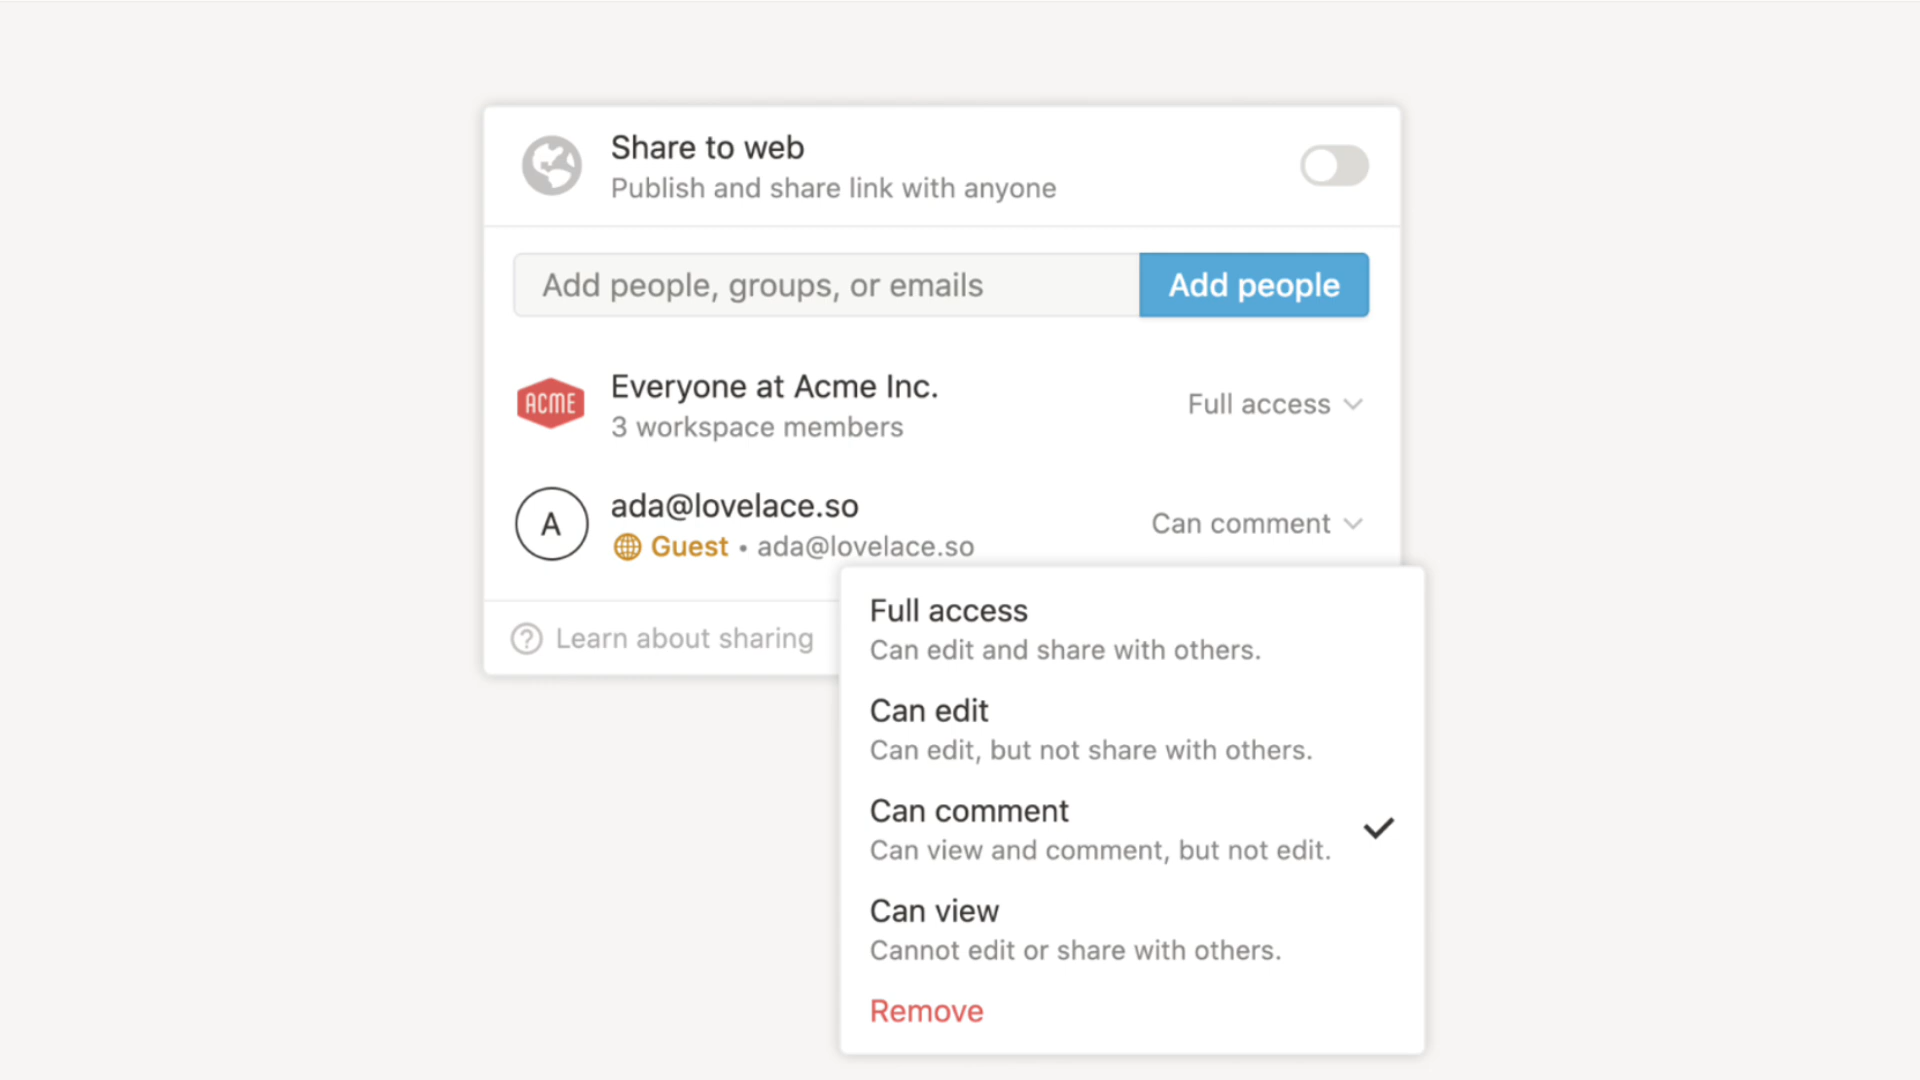 Share to web
Publish and share link with anyone
Add people, groups, or emails
Add people
ACME
Everyone at Acme Inc.
3 workspace members
Full access
A
ada@lovelace.so
Guest • ada@lovelace.so
Can comment
? Learn about sharing
Full access
Can edit and share with others.
Can edit
Can edit, but not share with others.
Can comment
Can view and comment, but not edit.
Can view
Cannot edit or share with others.
Remove